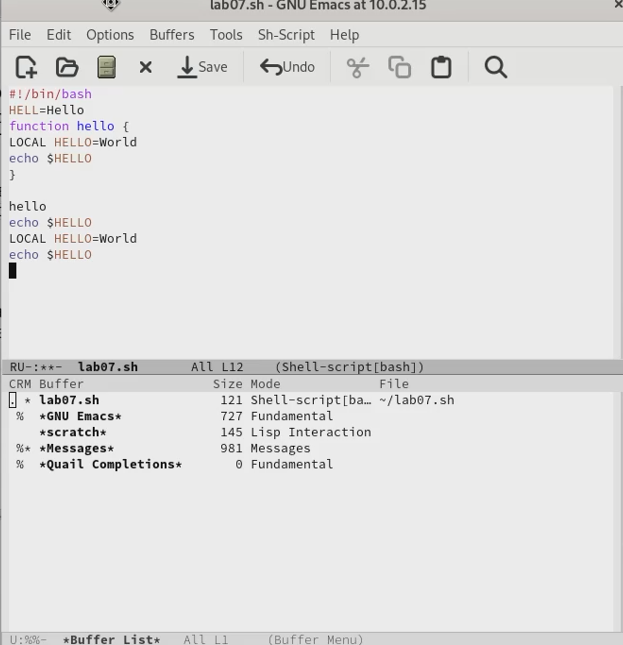 lab07.sh - GNU Emacs at 10.0.2.15
File Edit Options Buffers Tools Sh-Script Help
Save Undo
#!/bin/bash
HELL=Hello
function hello {
LOCAL HELLO=World
echo $HELLO
}
hello
echo $HELLO
LOCAL HELLO=World
echo $HELLO
RU-:**- lab07.sh All L12 (Shell-script[bash])
CRM Buffer Size Mode File
. * lab07.sh 121 Shell-script[ba… ~/lab07.sh
% *GNU Emacs* 727 Fundamental
*scratch* 145 Lisp Interaction
%* *Messages* 981 Messages
% *Quail Completions* 0 Fundamental
U:%%- *Buffer List* All L1 (Buffer Menu)